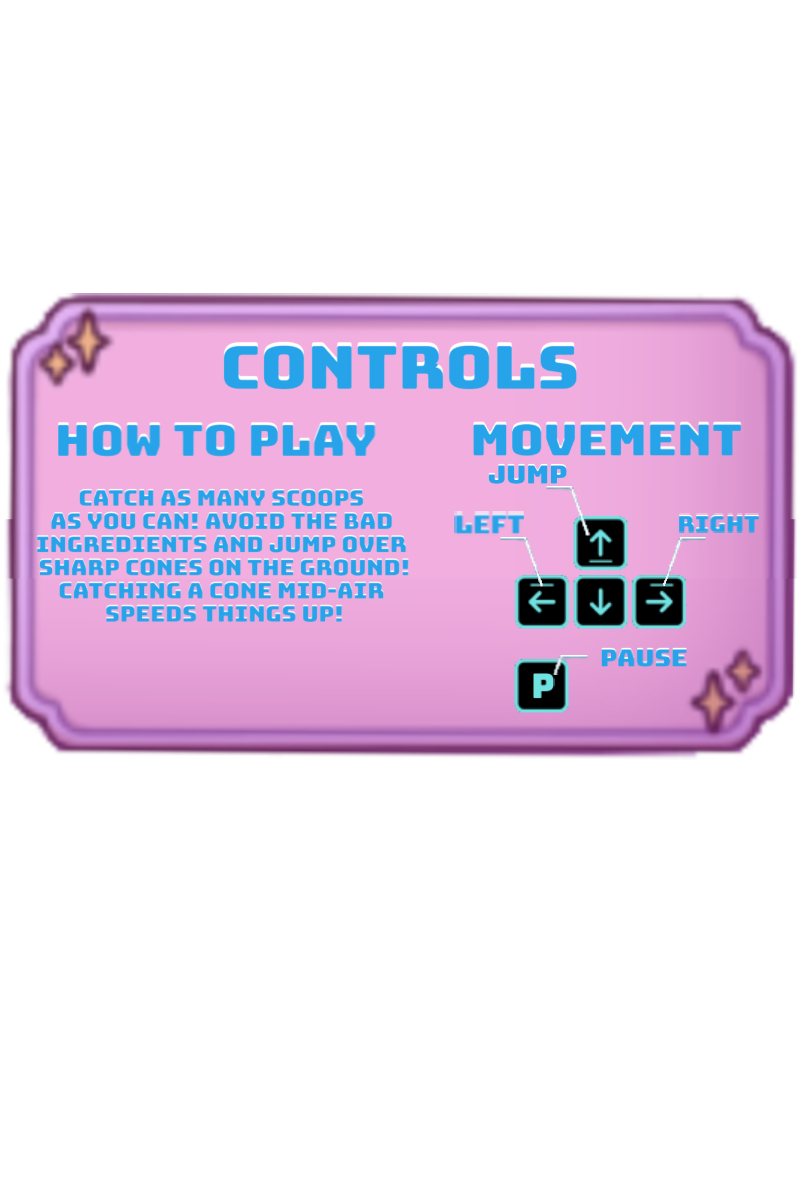 CONTROLS
HOW TO PLAY
CATCH AS MANY SCOOPS
AS YOU CAN! AVOID THE BAD
INGREDIENTS AND JUMP OVER
SHARP CONES ON THE GROUND!
CATCHING A CONE MID-AIR
SPEEDS THINGS UP!
MOVEMENT
JUMP
LEFT
RIGHT
PAUSE
P